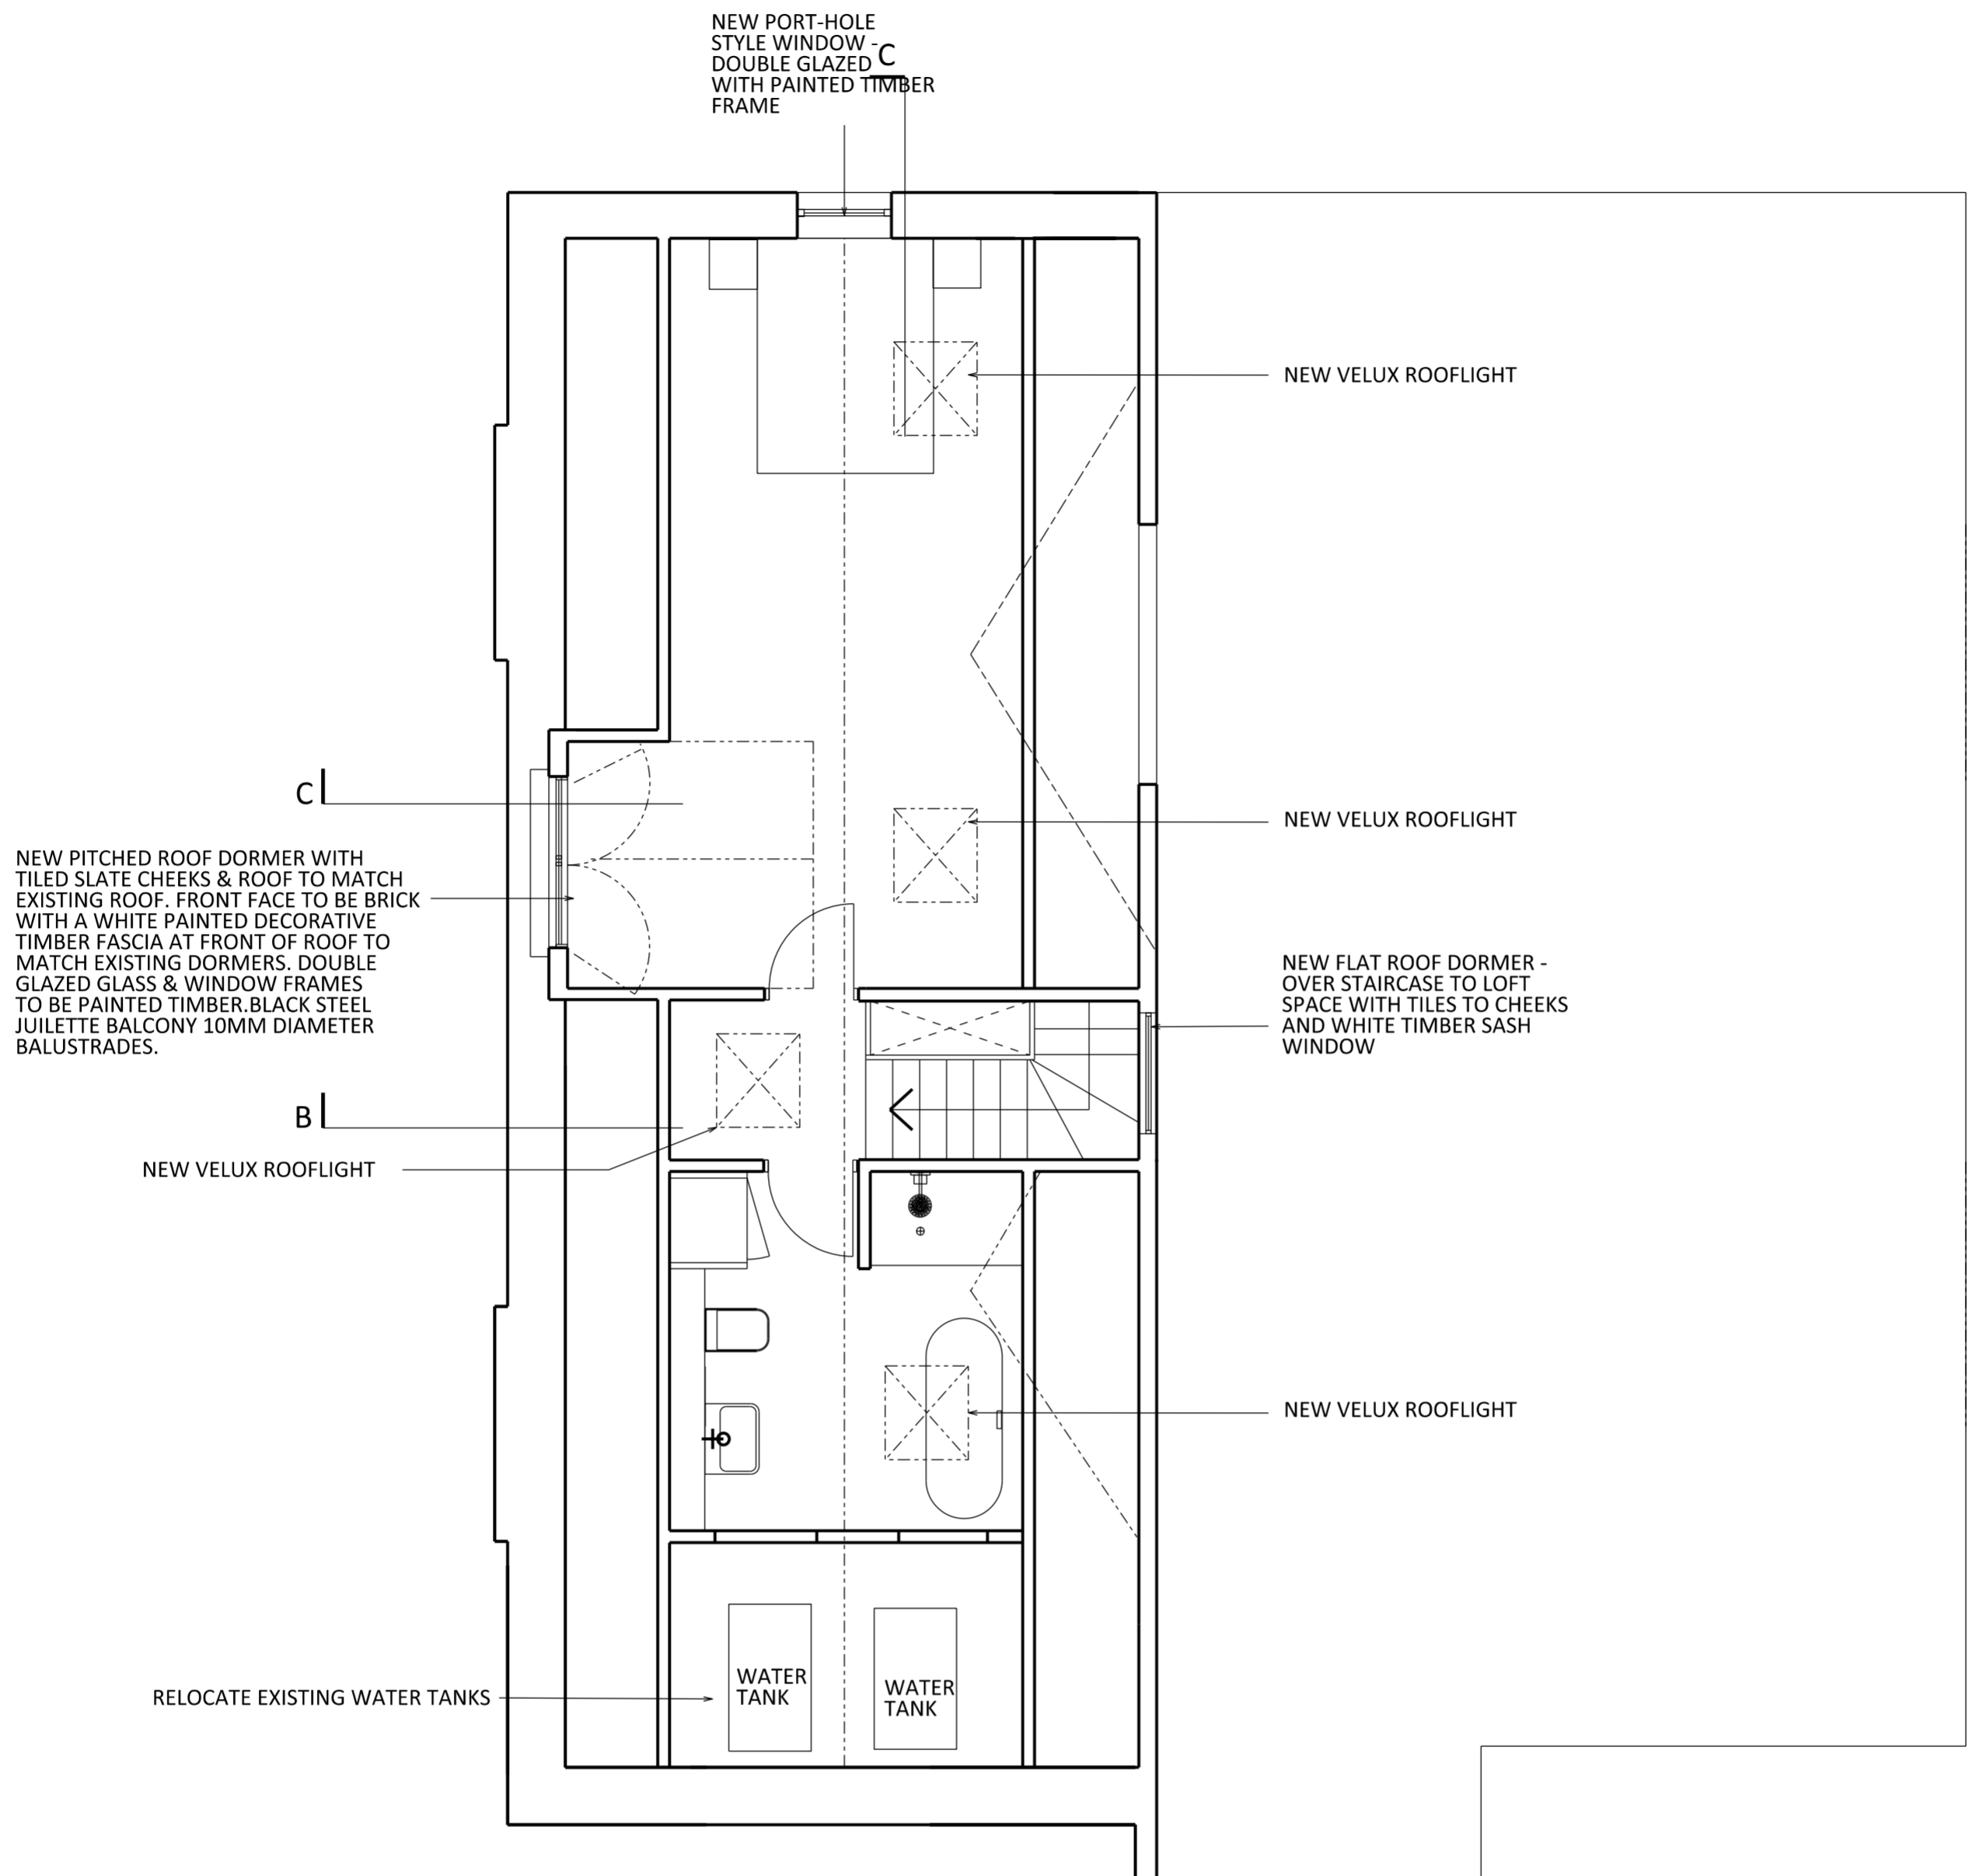 NEW PORT-HOLE
STYLE WINDOW -
DOUBLE GLAZED
WITH PAINTED TIMBER
FRAME
C
NEW VELUX ROOFLIGHT
C
NEW VELUX ROOFLIGHT
NEW PITCHED ROOF DORMER WITH
TILED SLATE CHEEKS & ROOF TO MATCH
EXISTING ROOF. FRONT FACE TO BE BRICK
WITH A WHITE PAINTED DECORATIVE
TIMBER FASCIA AT FRONT OF ROOF TO
MATCH EXISTING DORMERS. DOUBLE
GLAZED GLASS & WINDOW FRAMES
TO BE PAINTED TIMBER.BLACK STEEL
JUILETTE BALCONY 10MM DIAMETER
BALUSTRADES.
NEW FLAT ROOF DORMER -
OVER STAIRCASE TO LOFT
SPACE WITH TILES TO CHEEKS
AND WHITE TIMBER SASH
WINDOW
B
NEW VELUX ROOFLIGHT
NEW VELUX ROOFLIGHT
RELOCATE EXISTING WATER TANKS
WATER
TANK
WATER
TANK